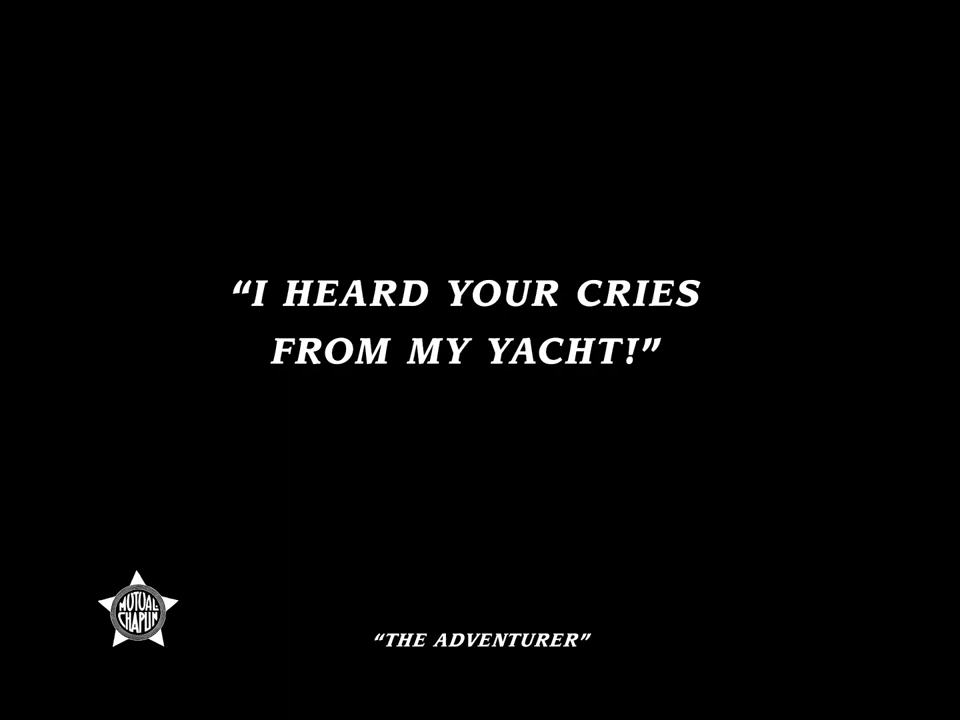 “I HEARD YOUR CRIES
FROM MY YACHT!”
MUTUAL-
CHAPLIN
“THE ADVENTURER”